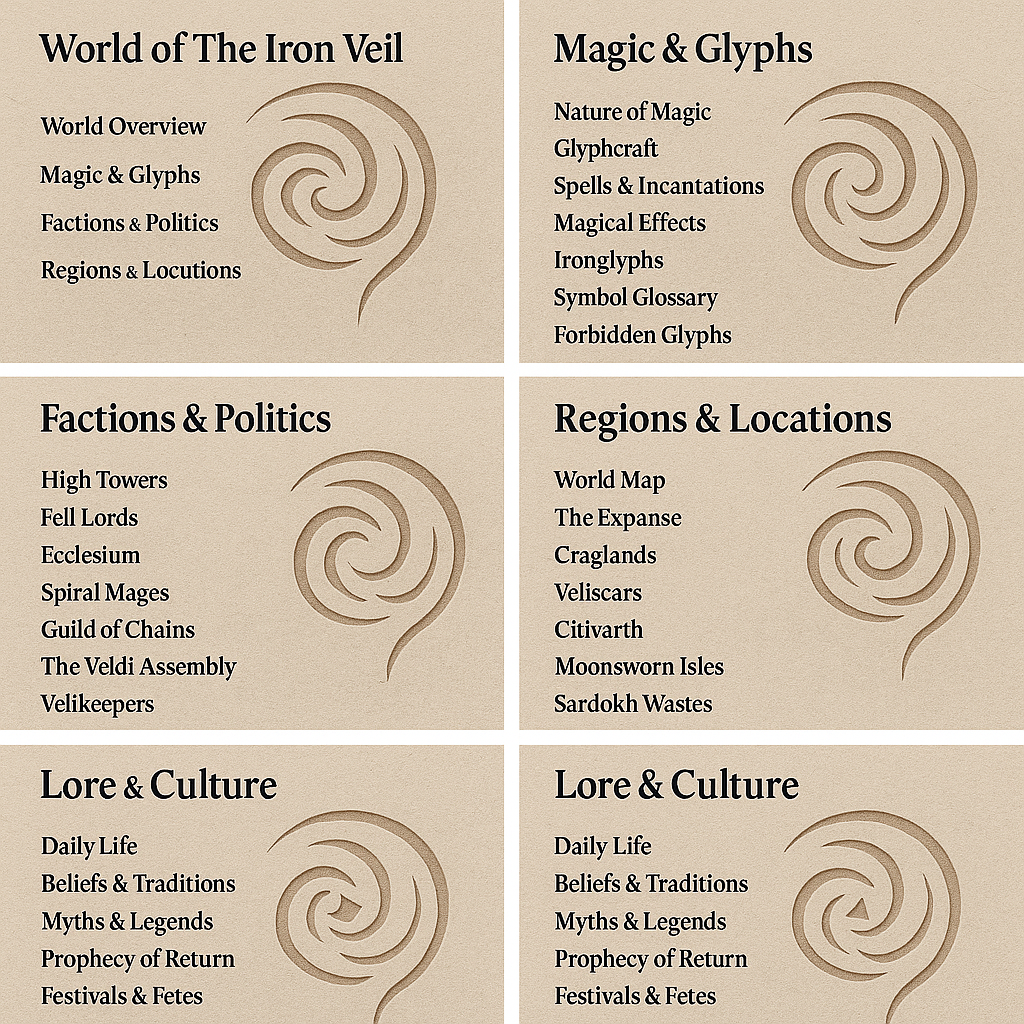 World of The Iron Veil
World Overview
Magic & Glyphs
Factions & Politics
Regions & Locutions
Magic & Glyphs
Nature of Magic
Glyphcraft
Spells & Incantations
Magical Effects
Ironglyphs
Symbol Glossary
Forbidden Glyphs
Factions & Politics
High Towers
Fell Lords
Ecclesium
Spiral Mages
Guild of Chains
The Veldi Assembly
Velikeepers
Regions & Locations
World Map
The Expanse
Craglands
Veliscars
Citivarth
Moonsworn Isles
Sardokh Wastes
Lore & Culture
Daily Life
Beliefs & Traditions
Myths & Legends
Prophecy of Return
Festivals & Fetes
Lore & Culture
Daily Life
Beliefs & Traditions
Myths & Legends
Prophecy of Return
Festivals & Fetes